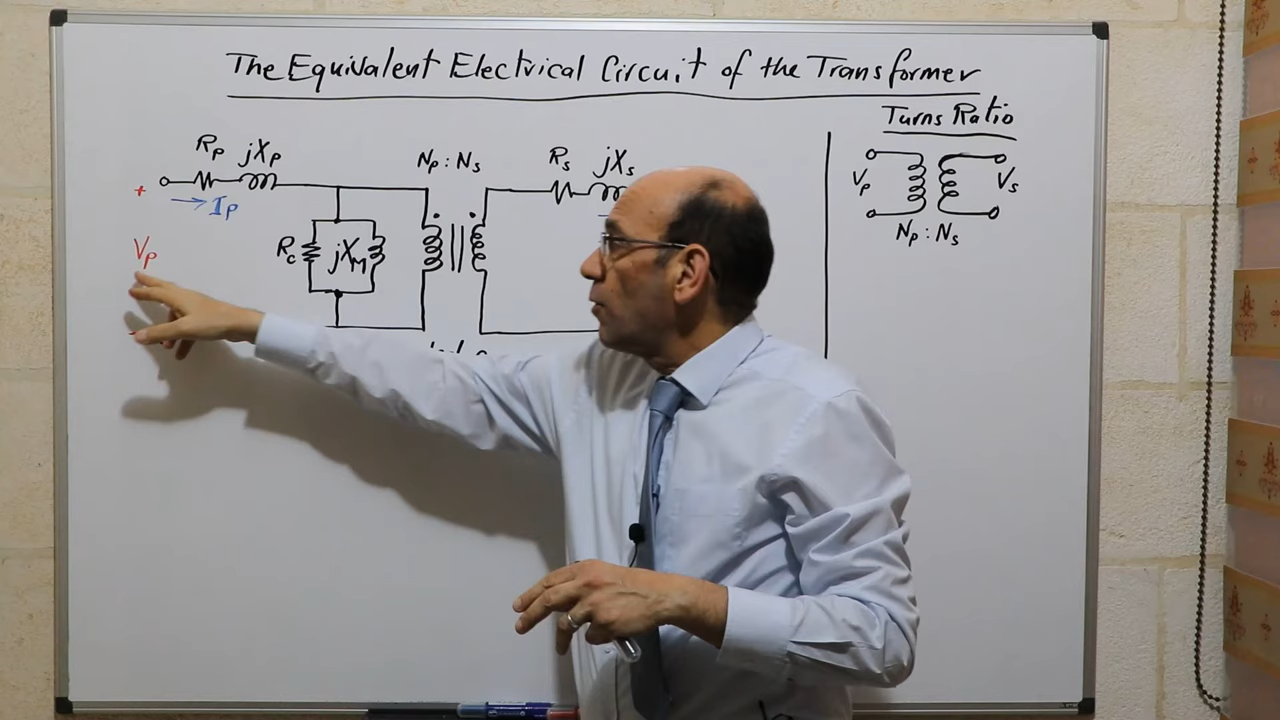 The Equivalent Electrical Circuit of the Transformer
Turns Ratio
Rp jXp
Np : Ns
Rs jXs
+
Ip
Vp
Rc jXM
Vp Vs
Np : Ns